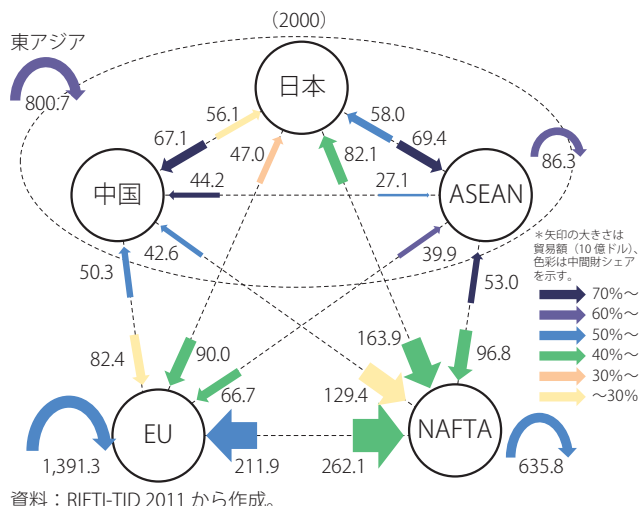 (2000)
東アジア
800.7
日本
56.1
58.0
67.1
69.4
47.0
82.1
86.3
中国
44.2
27.1
ASEAN
42.6
39.9
50.3
53.0
*矢印の大きさは
貿易額(10億ドル)、
色彩は中間財シェア
を示す。
70%~
60%~
50%~
40%~
30%~
~30%
82.4
90.0
163.9
96.8
66.7
129.4
EU
NAFTA
1,391.3
211.9
262.1
635.8
資料:RIETI-TID 2011 から作成。